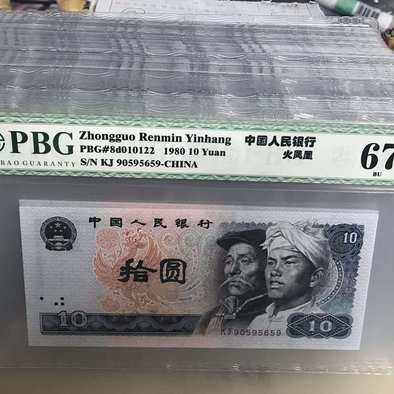 PBG
BAO GUARANTY
Zhongguo Renmin Yinhang
PBG#8d010122 1980 10 Yuan
S/N KJ 90595659-CHINA
中国人民银行
火凤凰
67
BU
中国人民银行
10
拾圆
10
KJ90595659
10